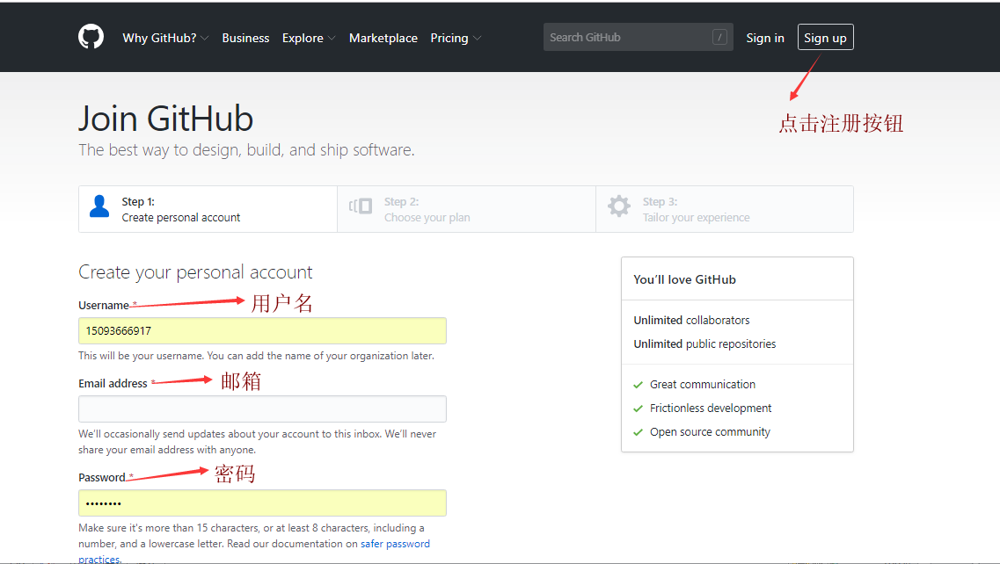 Why GitHub? Business Explore Marketplace Pricing Search GitHub / Sign in Sign up
点击注册按钮
Join GitHub
The best way to design, build, and ship software.
Step 1:
Create personal account
Step 2:
Choose your plan
Step 3:
Tailor your experience
Create your personal account
Username *
用户名
15093666917
This will be your username. You can add the name of your organization later.
Email address *
邮箱
We'll occasionally send updates about your account to this inbox. We'll never
share your email address with anyone.
Password *
密码
••••••••
Make sure it's more than 15 characters, or at least 8 characters, including a
number, and a lowercase letter. Read our documentation on safer password
practices.
You'll love GitHub
Unlimited collaborators
Unlimited public repositories
Great communication
Frictionless development
Open source community